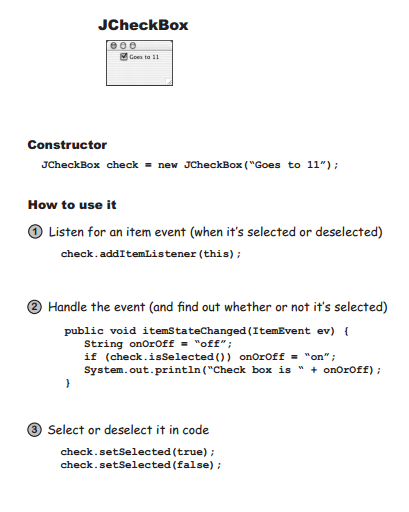 JCheckBox
Goes to 11
Constructor
JCheckBox check = new JCheckBox(“Goes to 11”);
How to use it
1 Listen for an item event (when it’s selected or deselected)
check.addItemListener(this);
2 Handle the event (and find out whether or not it’s selected)
public void itemStateChanged(ItemEvent ev) {
String onOrOff = “off”;
if (check.isSelected()) onOrOff = “on”;
System.out.println(“Check box is “ + onOrOff);
}
3 Select or deselect it in code
check.setSelected(true);
check.setSelected(false);